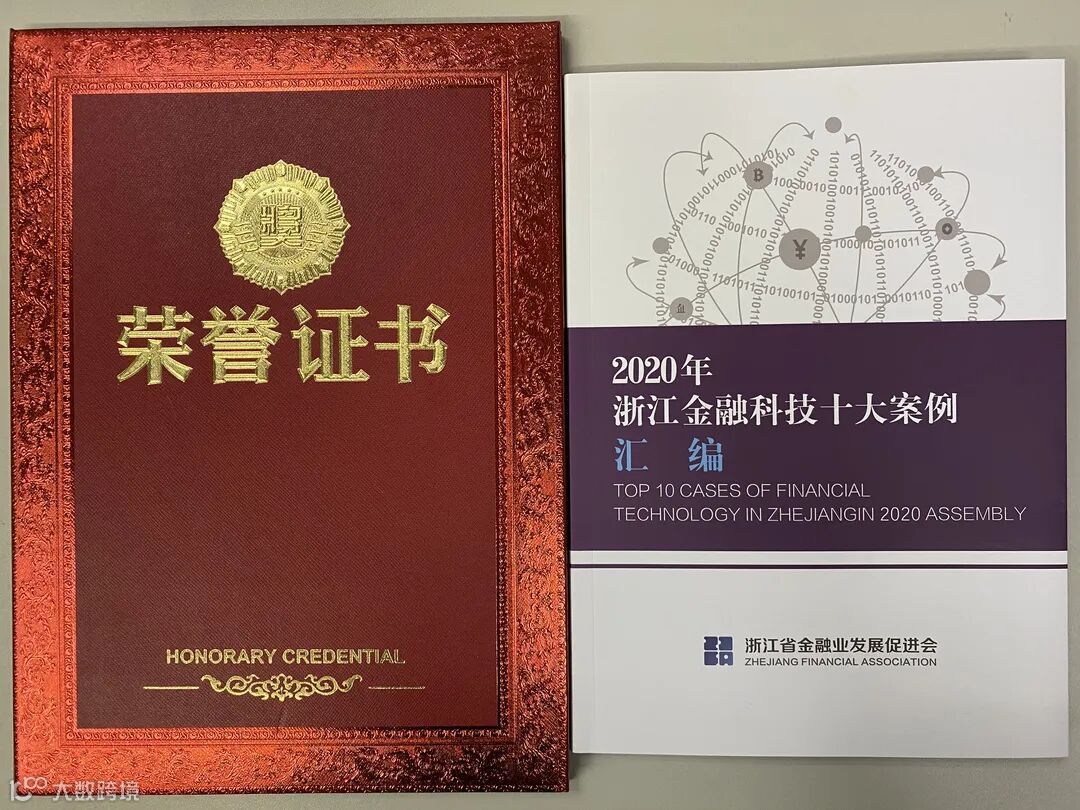 奖
荣誉证书
HONORARY CREDENTIAL
2020年
浙江金融科技十大案例
汇 编
TOP 10 CASES OF FINANCIAL
TECHNOLOGY IN ZHEJIANGIN 2020 ASSEMBLY
浙江省金融业发展促进会
ZHEJIANG FINANCIAL ASSOCIATION
大数跨境